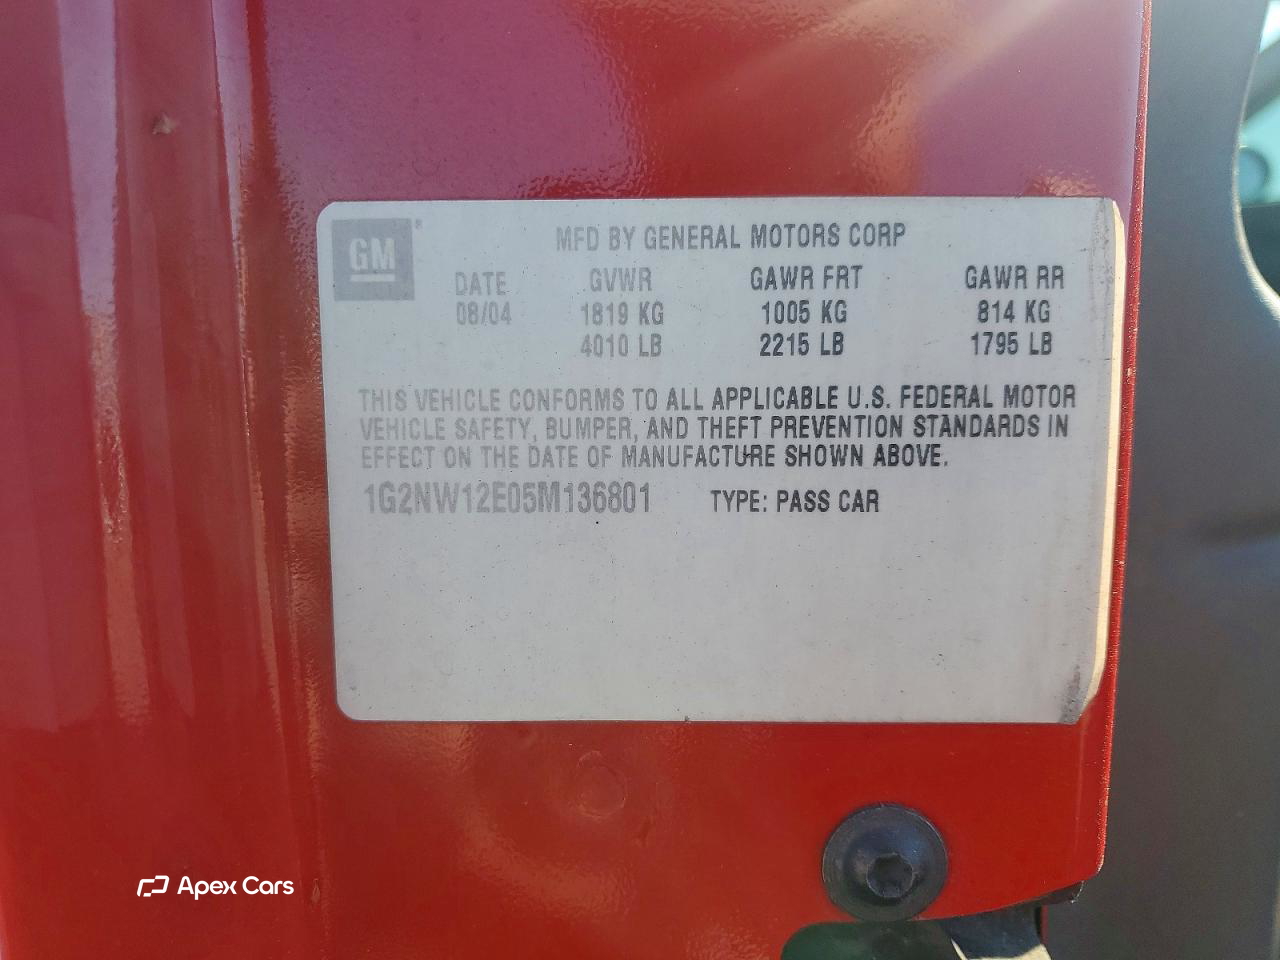 GM®
MFD BY GENERAL MOTORS CORP
DATE GVWR GAWR FRT GAWR RR
08/04 1819 KG 1005 KG 814 KG
4010 LB 2215 LB 1795 LB
THIS VEHICLE CONFORMS TO ALL APPLICABLE U.S. FEDERAL MOTOR
VEHICLE SAFETY, BUMPER, AND THEFT PREVENTION STANDARDS IN
EFFECT ON THE DATE OF MANUFACTURE SHOWN ABOVE.
1G2NW12E05M136801 TYPE: PASS CAR
Apex Cars